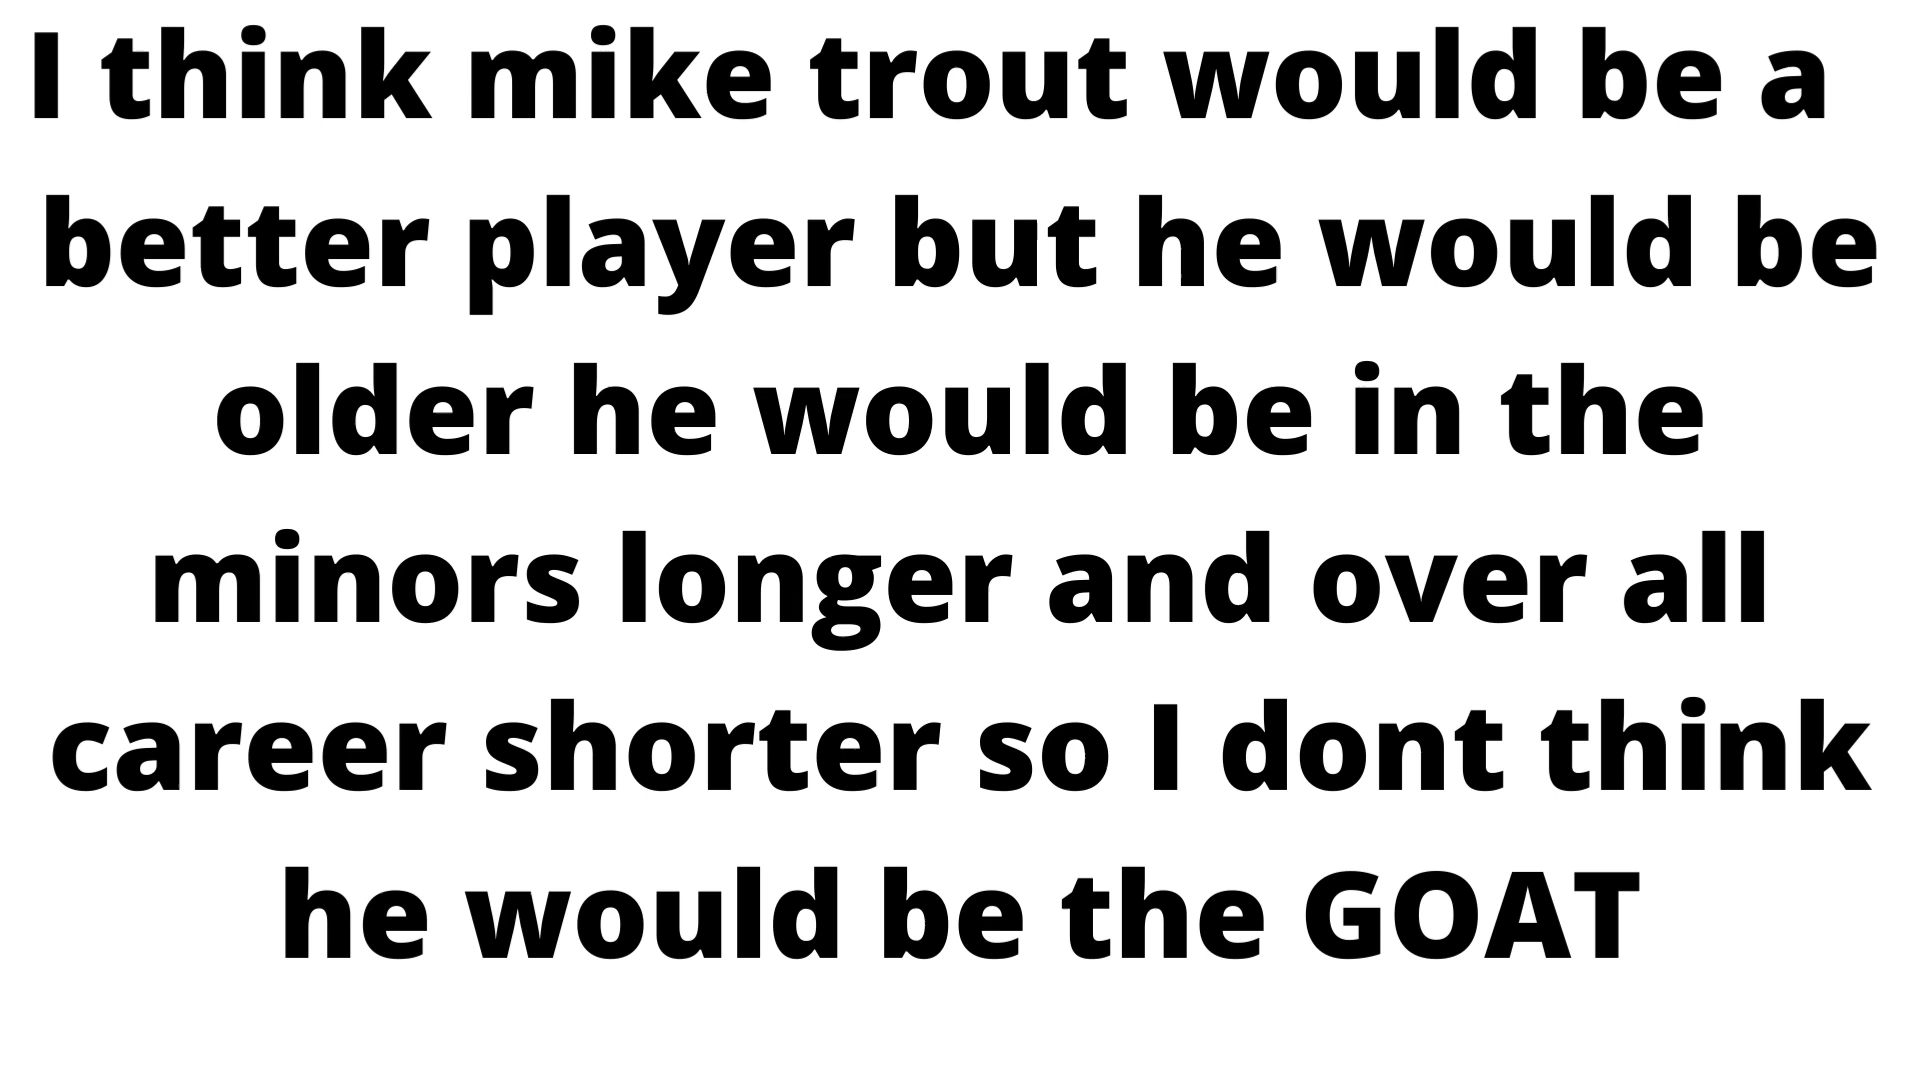 I think mike trout would be a
better player but he would be
older he would be in the
minors longer and over all
career shorter so I dont think
he would be the GOAT